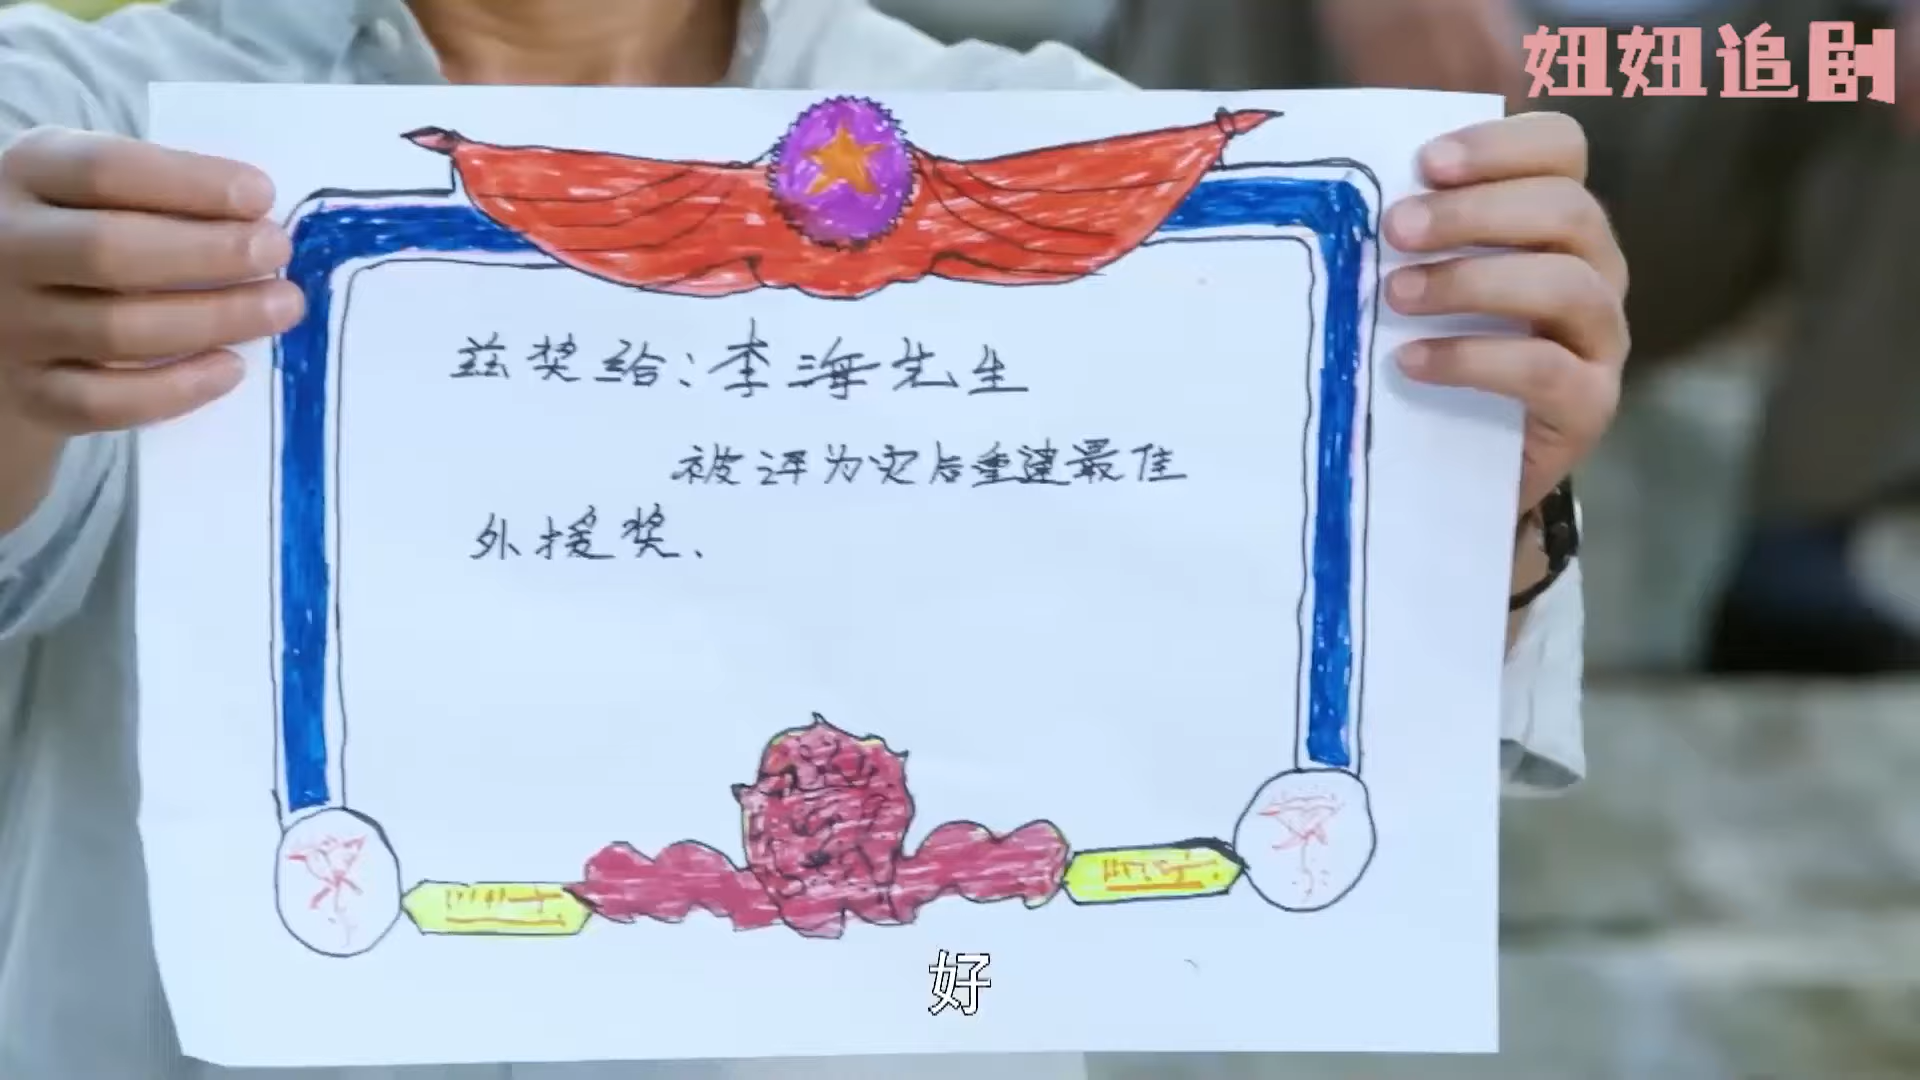 妞妞追剧
兹奖给:李海先生
被评为灾后重建最佳
外援奖、
好